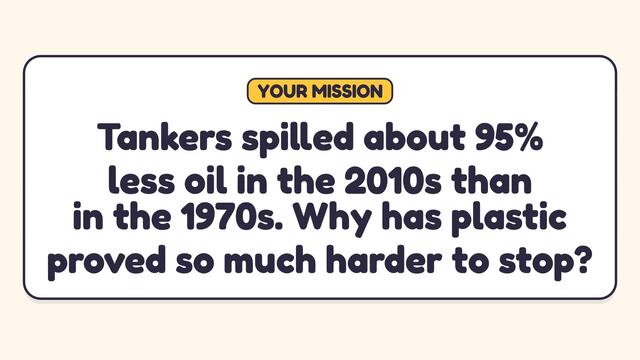 YOUR MISSION
Tankers spilled about 95%
less oil in the 2010s than
in the 1970s. Why has plastic
proved so much harder to stop?